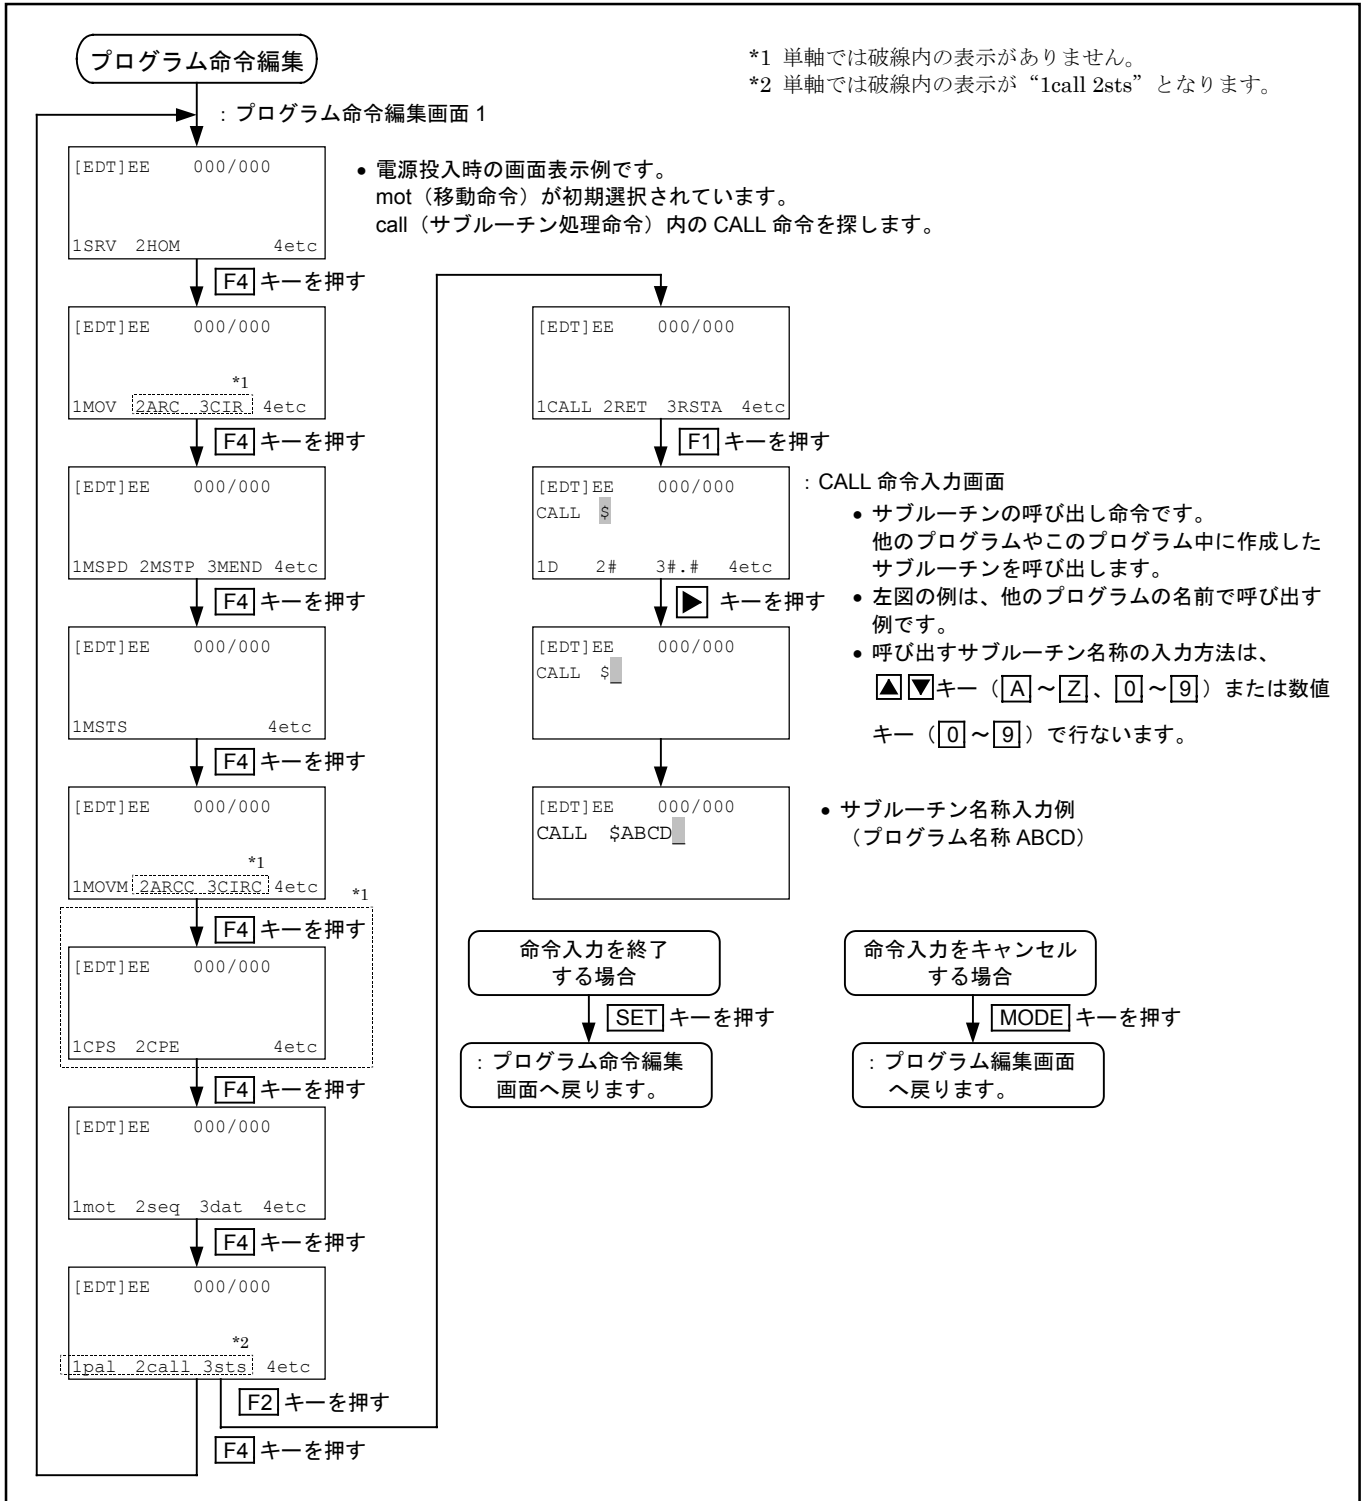 プログラム命令編集
*1 単軸では破線内の表示がありません。
*2 単軸では破線内の表示が“1call 2sts”となります。
：プログラム命令編集画面 1
[EDT]EE 000/000
1SRV 2HOM 4etc
● 電源投入時の画面表示例です。
mot（移動命令）が初期選択されています。
call（サブルーチン処理命令）内の CALL 命令を探します。
F4 キーを押す
[EDT]EE 000/000
*1
1MOV 2ARC 3CIR 4etc
F4 キーを押す
[EDT]EE 000/000
1MSPD 2MSTP 3MEND 4etc
F4 キーを押す
[EDT]EE 000/000
1MSTS 4etc
F4 キーを押す
[EDT]EE 000/000
*1
1MOVM 2ARCC 3CIRC 4etc
*1
F4 キーを押す
[EDT]EE 000/000
1CPS 2CPE 4etc
F4 キーを押す
[EDT]EE 000/000
1mot 2seq 3dat 4etc
F4 キーを押す
[EDT]EE 000/000
*2
1pal 2call 3sts 4etc
F2 キーを押す
F4 キーを押す
[EDT]EE 000/000
1CALL 2RET 3RSTA 4etc
F1 キーを押す
[EDT]EE 000/000
CALL $
1D 2# 3#.# 4etc
：CALL 命令入力画面
● サブルーチンの呼び出し命令です。
他のプログラムやこのプログラム中に作成した
サブルーチンを呼び出します。
● 左図の例は、他のプログラムの名前で呼び出す
例です。
● 呼び出すサブルーチン名称の入力方法は、
▲ ▼ キー（ A ～ Z 、 0 ～ 9 ）または数値
キー（ 0 ～ 9 ）で行ないます。
▶ キーを押す
[EDT]EE 000/000
CALL $_
[EDT]EE 000/000
CALL $ABCD_
● サブルーチン名称入力例
（プログラム名称 ABCD）
命令入力を終了
する場合
SET キーを押す
：プログラム命令編集
画面へ戻ります。
命令入力をキャンセル
する場合
MODE キーを押す
：プログラム編集画面
へ戻ります。